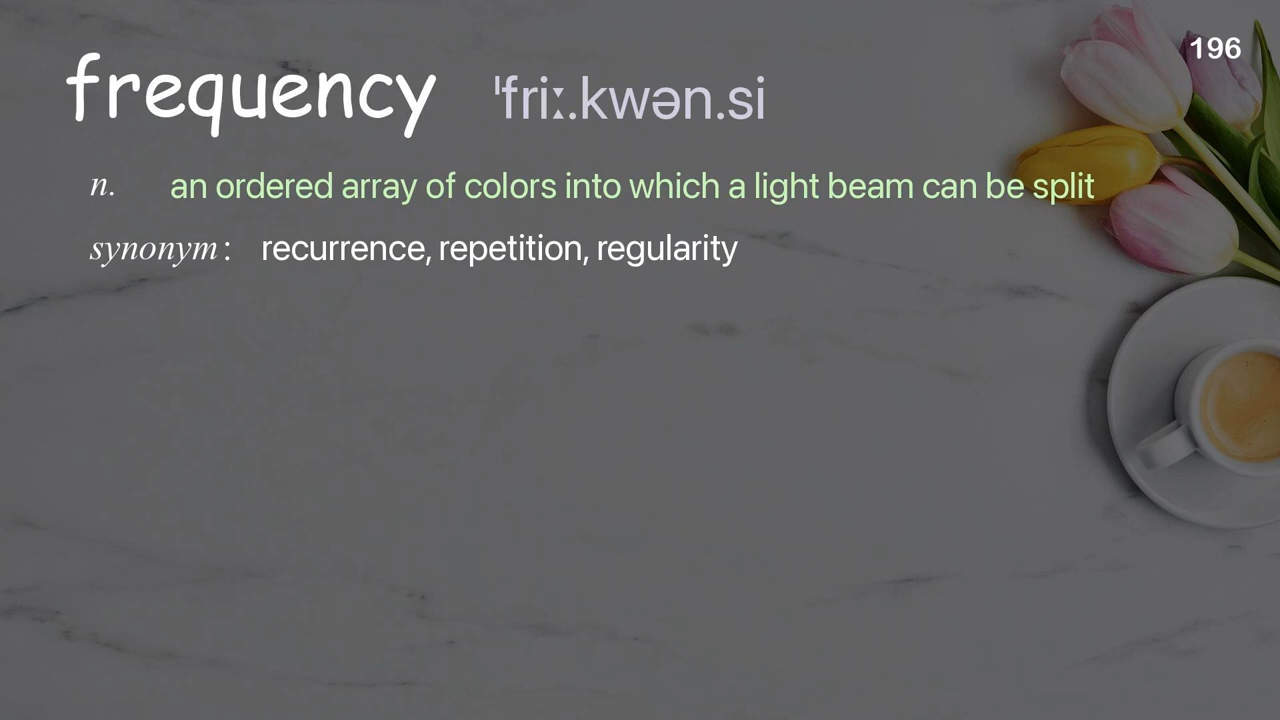 196
frequency ˈfriː.kwən.si
n. an ordered array of colors into which a light beam can be split
synonym: recurrence, repetition, regularity